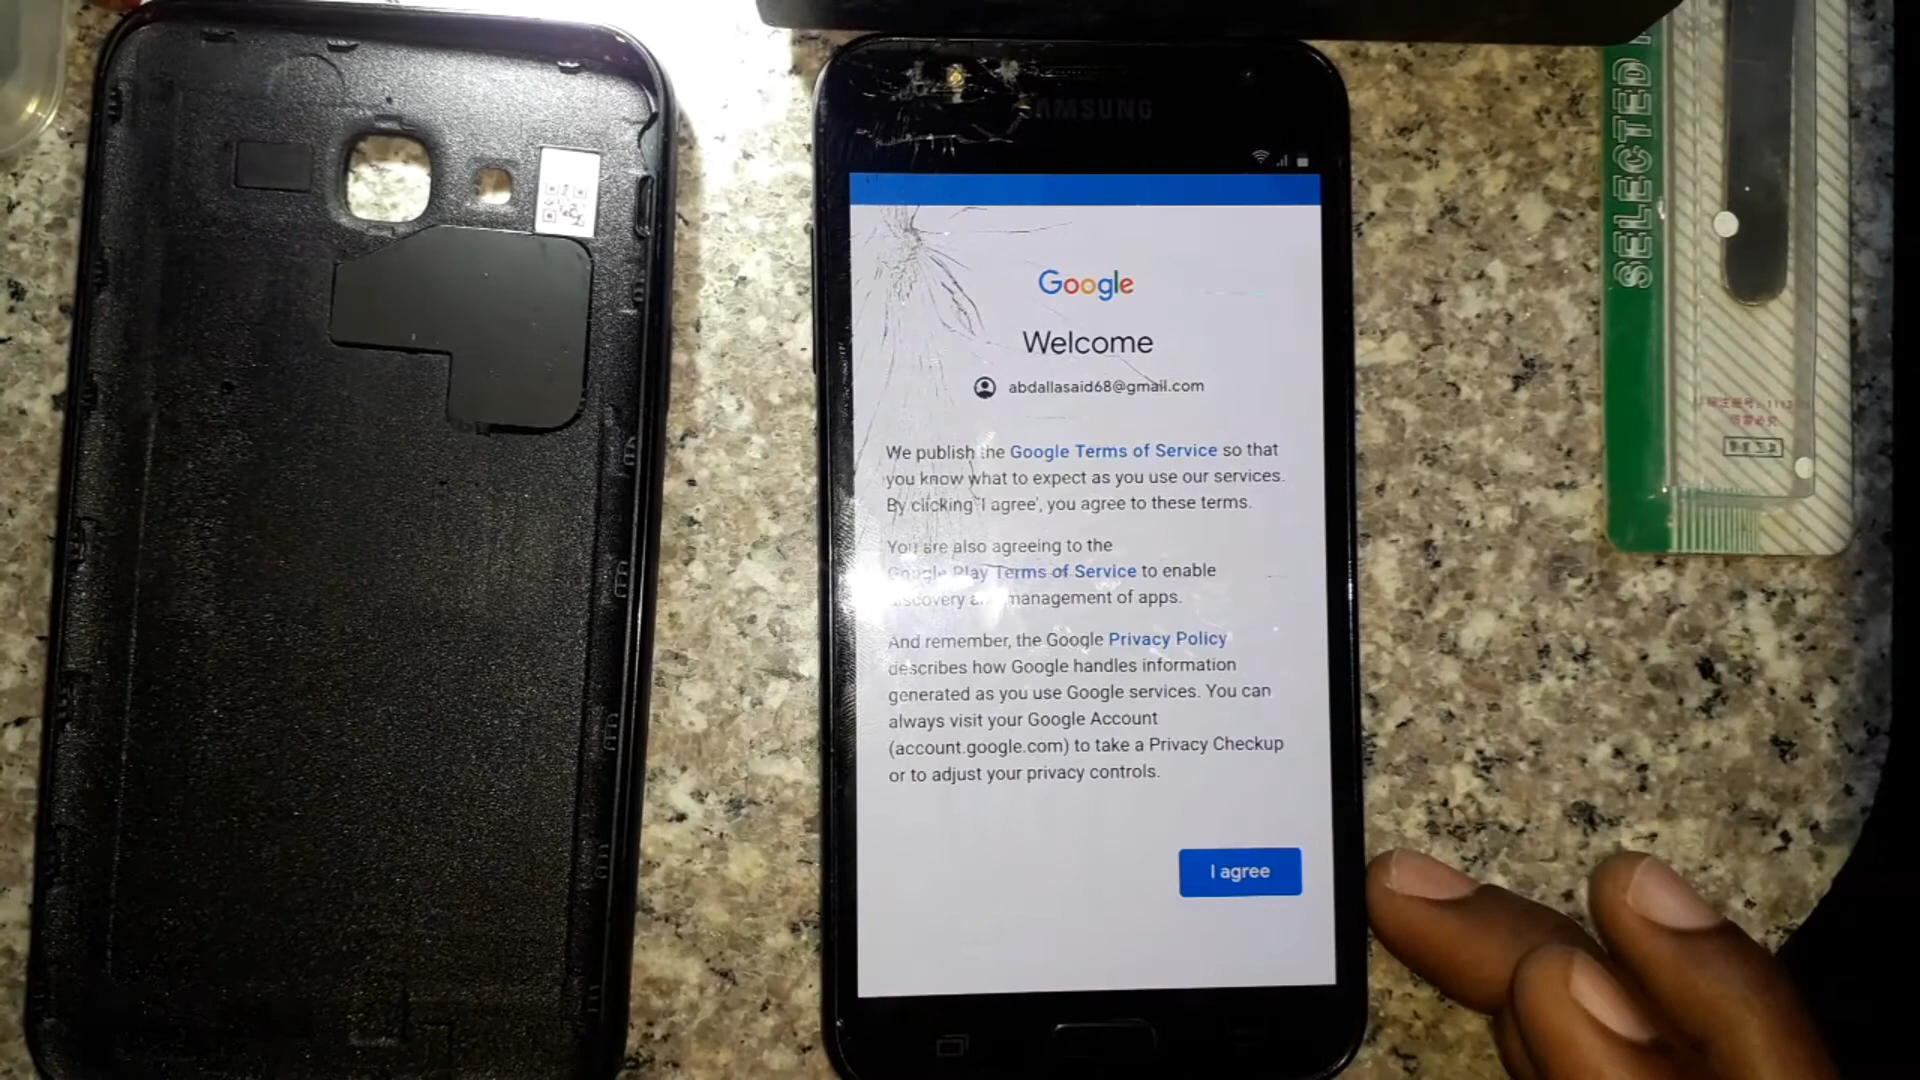 SAMSUNG
Google
Welcome
abdallasaid68@gmail.com
We publish the Google Terms of Service so that
you know what to expect as you use our services.
By clicking 'I agree', you agree to these terms.
You are also agreeing to the
Google Play Terms of Service to enable
discovery and management of apps.
And remember, the Google Privacy Policy
describes how Google handles information
generated as you use Google services. You can
always visit your Google Account
(account.google.com) to take a Privacy Checkup
or to adjust your privacy controls.
I agree
SELECTED